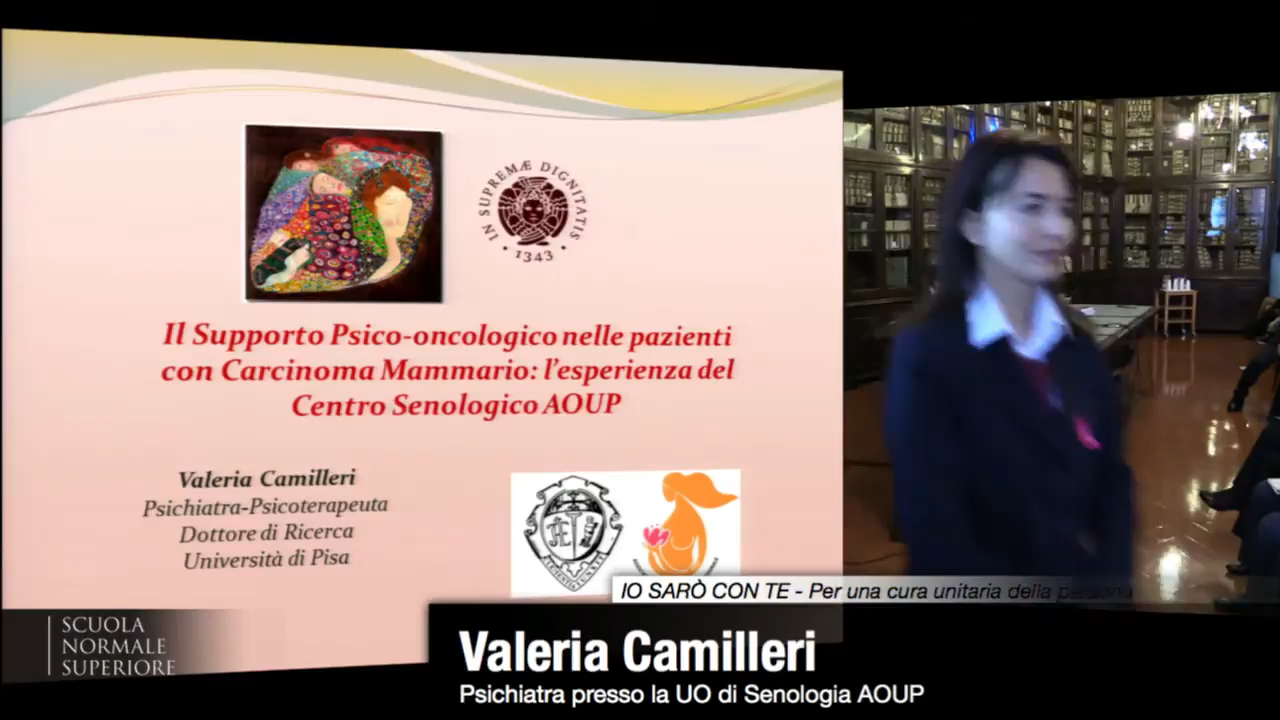 IN SUPREMÆ DIGNITATIS
· 1343 ·
Il Supporto Psico-oncologico nelle pazienti
con Carcinoma Mammario: l'esperienza del
Centro Senologico AOUP
Valeria Camilleri
Psichiatra-Psicoterapeuta
Dottore di Ricerca
Università di Pisa
IO SARÒ CON TE - Per una cura unitaria della persona
SCUOLA
NORMALE
SUPERIORE
Valeria Camilleri
Psichiatra presso la UO di Senologia AOUP